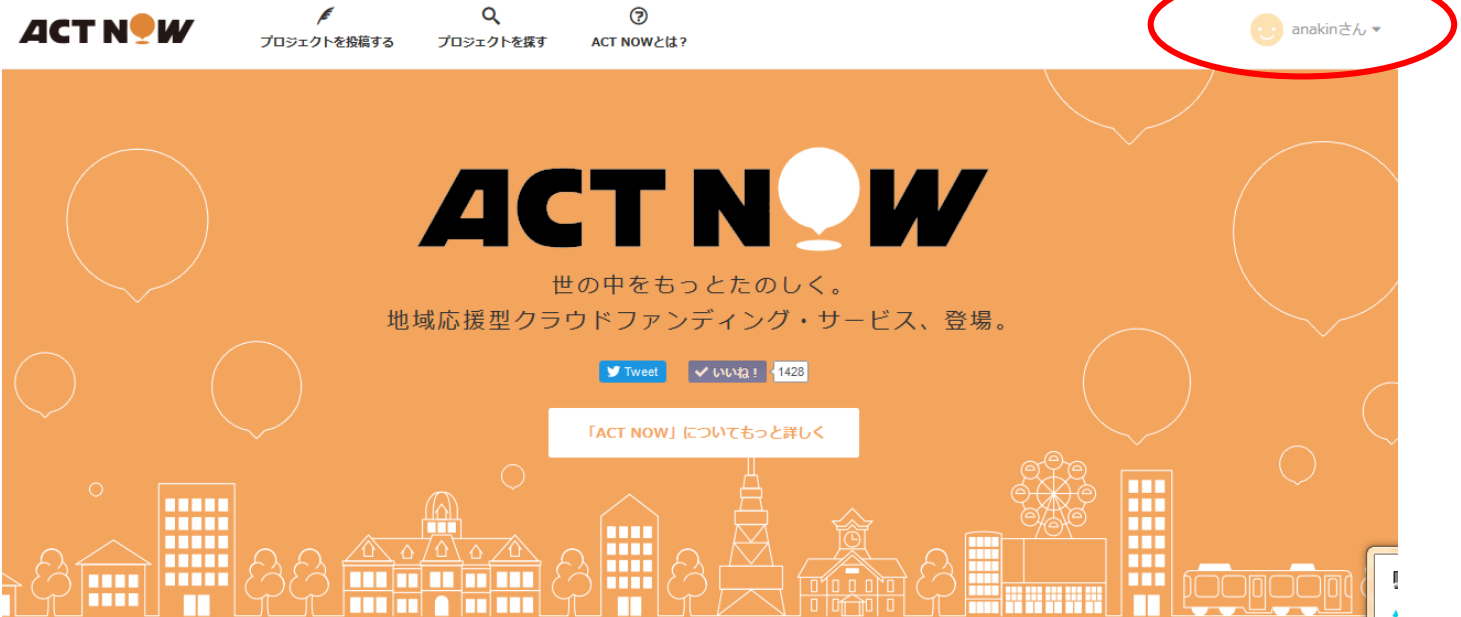 ACT NOW
プロジェクトを投稿する
プロジェクトを探す
ACT NOWとは？
anakinさん
ACT NOW
世の中をもっとたのしく。
地域応援型クラウドファンディング・サービス、登場。
Tweet
いいね！ 1428
「ACT NOW」についてもっと詳しく